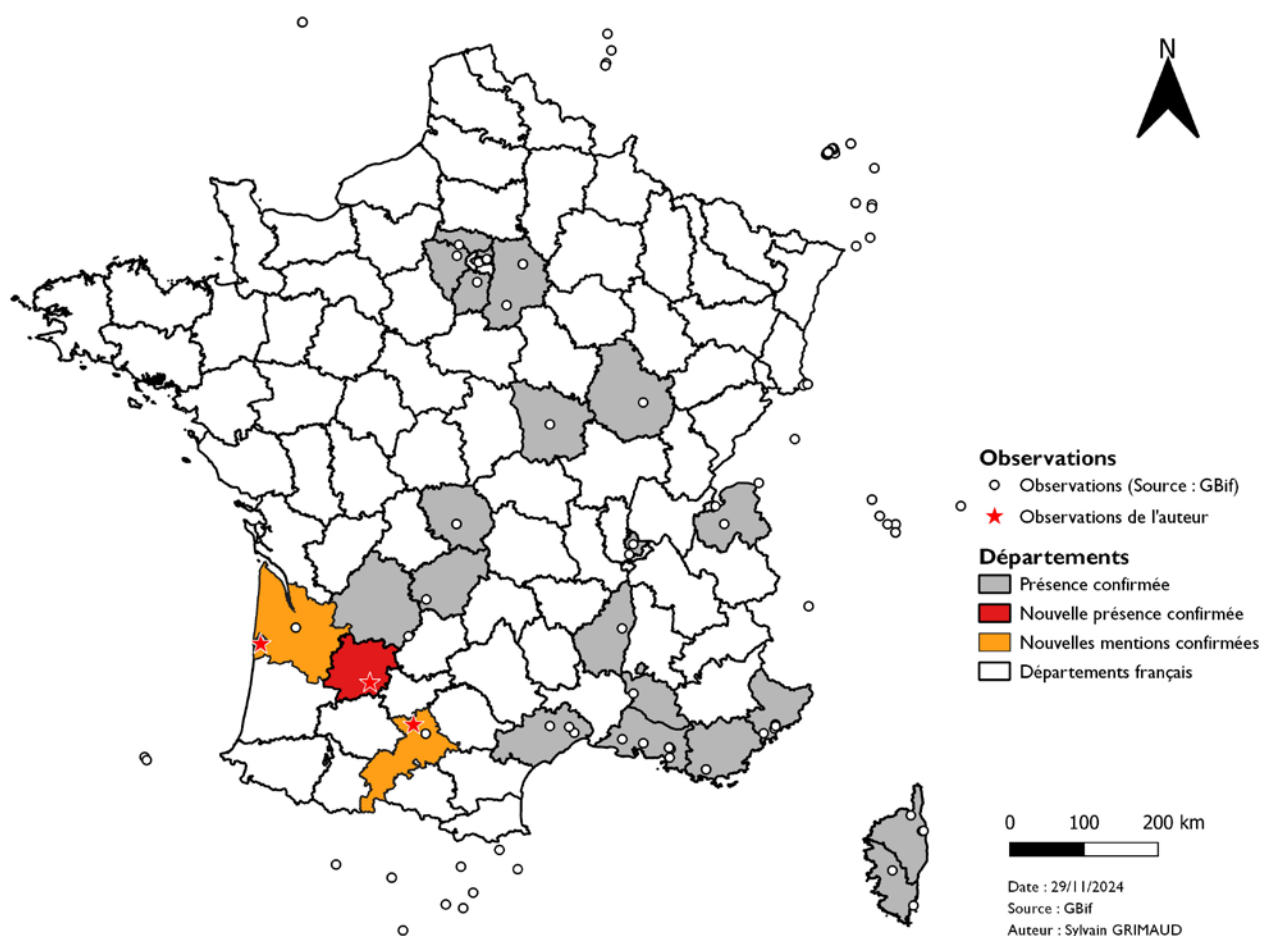 N
Observations
Observations (Source : GBif)
Observations de l'auteur
Départements
Présence confirmée
Nouvelle présence confirmée
Nouvelles mentions confirmées
Départements français
0 100 200 km
Date : 29/11/2024
Source : GBif
Auteur : Sylvain GRIMAUD